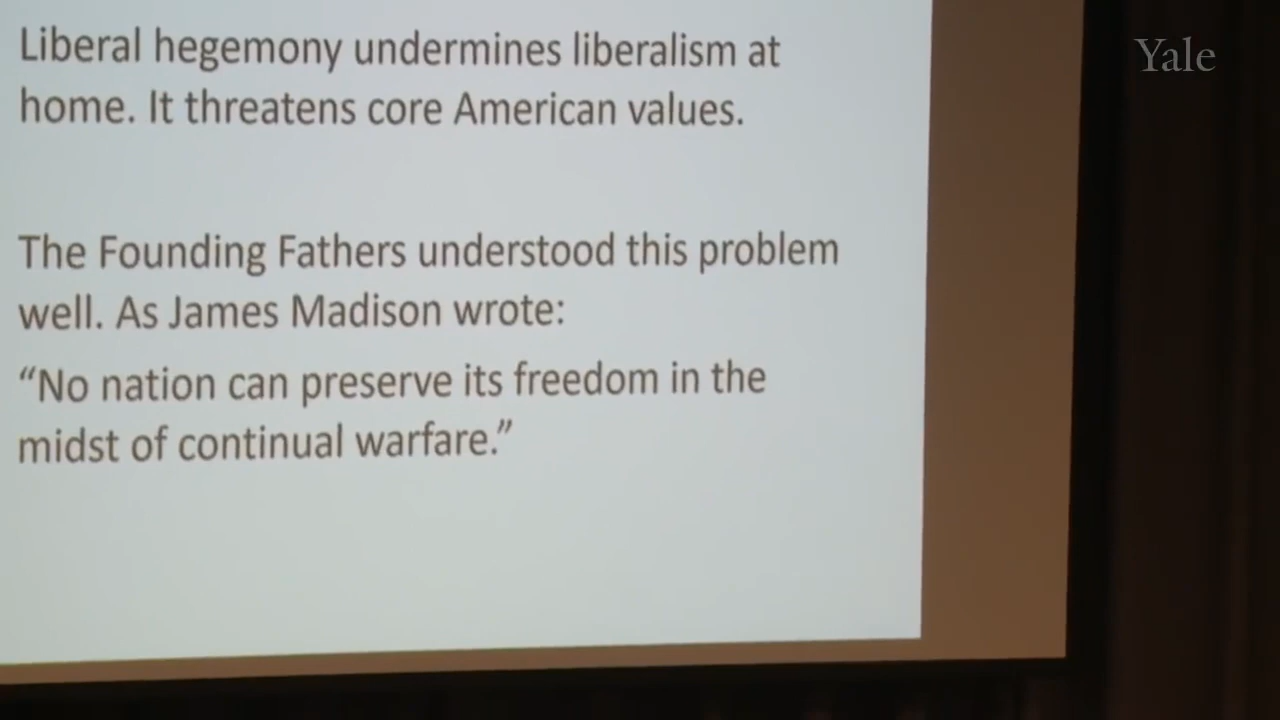 Liberal hegemony undermines liberalism at
home. It threatens core American values.
The Founding Fathers understood this problem
well. As James Madison wrote:
“No nation can preserve its freedom in the
midst of continual warfare.”
Yale